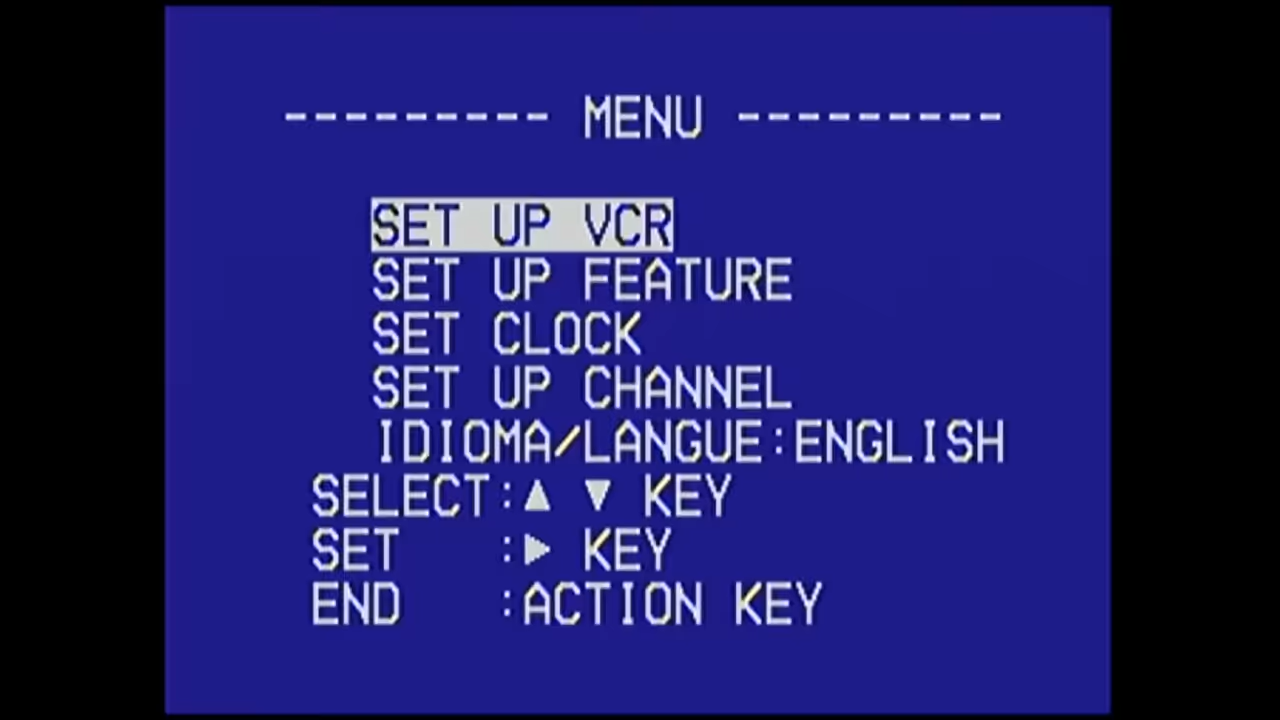 --------- MENU ---------
SET UP VCR
SET UP FEATURE
SET CLOCK
SET UP CHANNEL
IDIOMA/LANGUE:ENGLISH
SELECT:▲ ▼ KEY
SET :► KEY
END :ACTION KEY